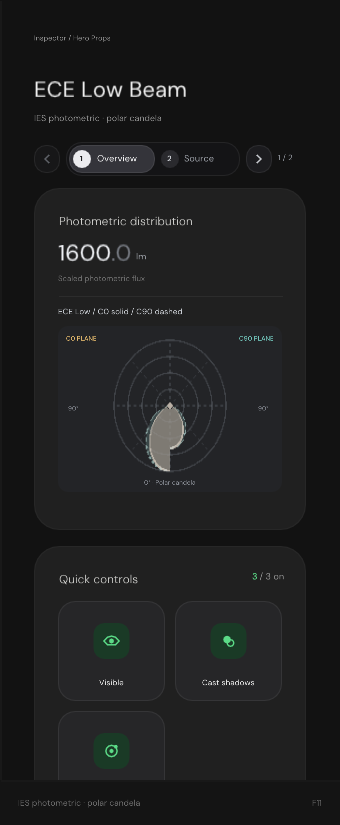 Inspector / Hero Props
ECE Low Beam
IES photometric · polar candela
1 Overview 2 Source 1 / 2
Photometric distribution
1600.0 lm
Scaled photometric flux
ECE Low / C0 solid / C90 dashed
C0 PLANE C90 PLANE
90° 90°
0° Polar candela
Quick controls 3 / 3 on
Visible Cast shadows
IES photometric · polar candela F11